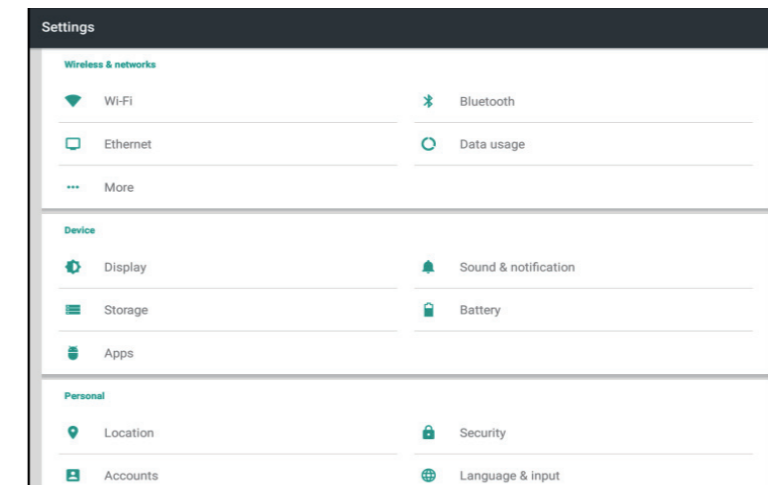 Settings
Wireless & networks
Wi-Fi
Bluetooth
Ethernet
Data usage
More
Device
Display
Sound & notification
Storage
Battery
Apps
Personal
Location
Security
Accounts
Language & input